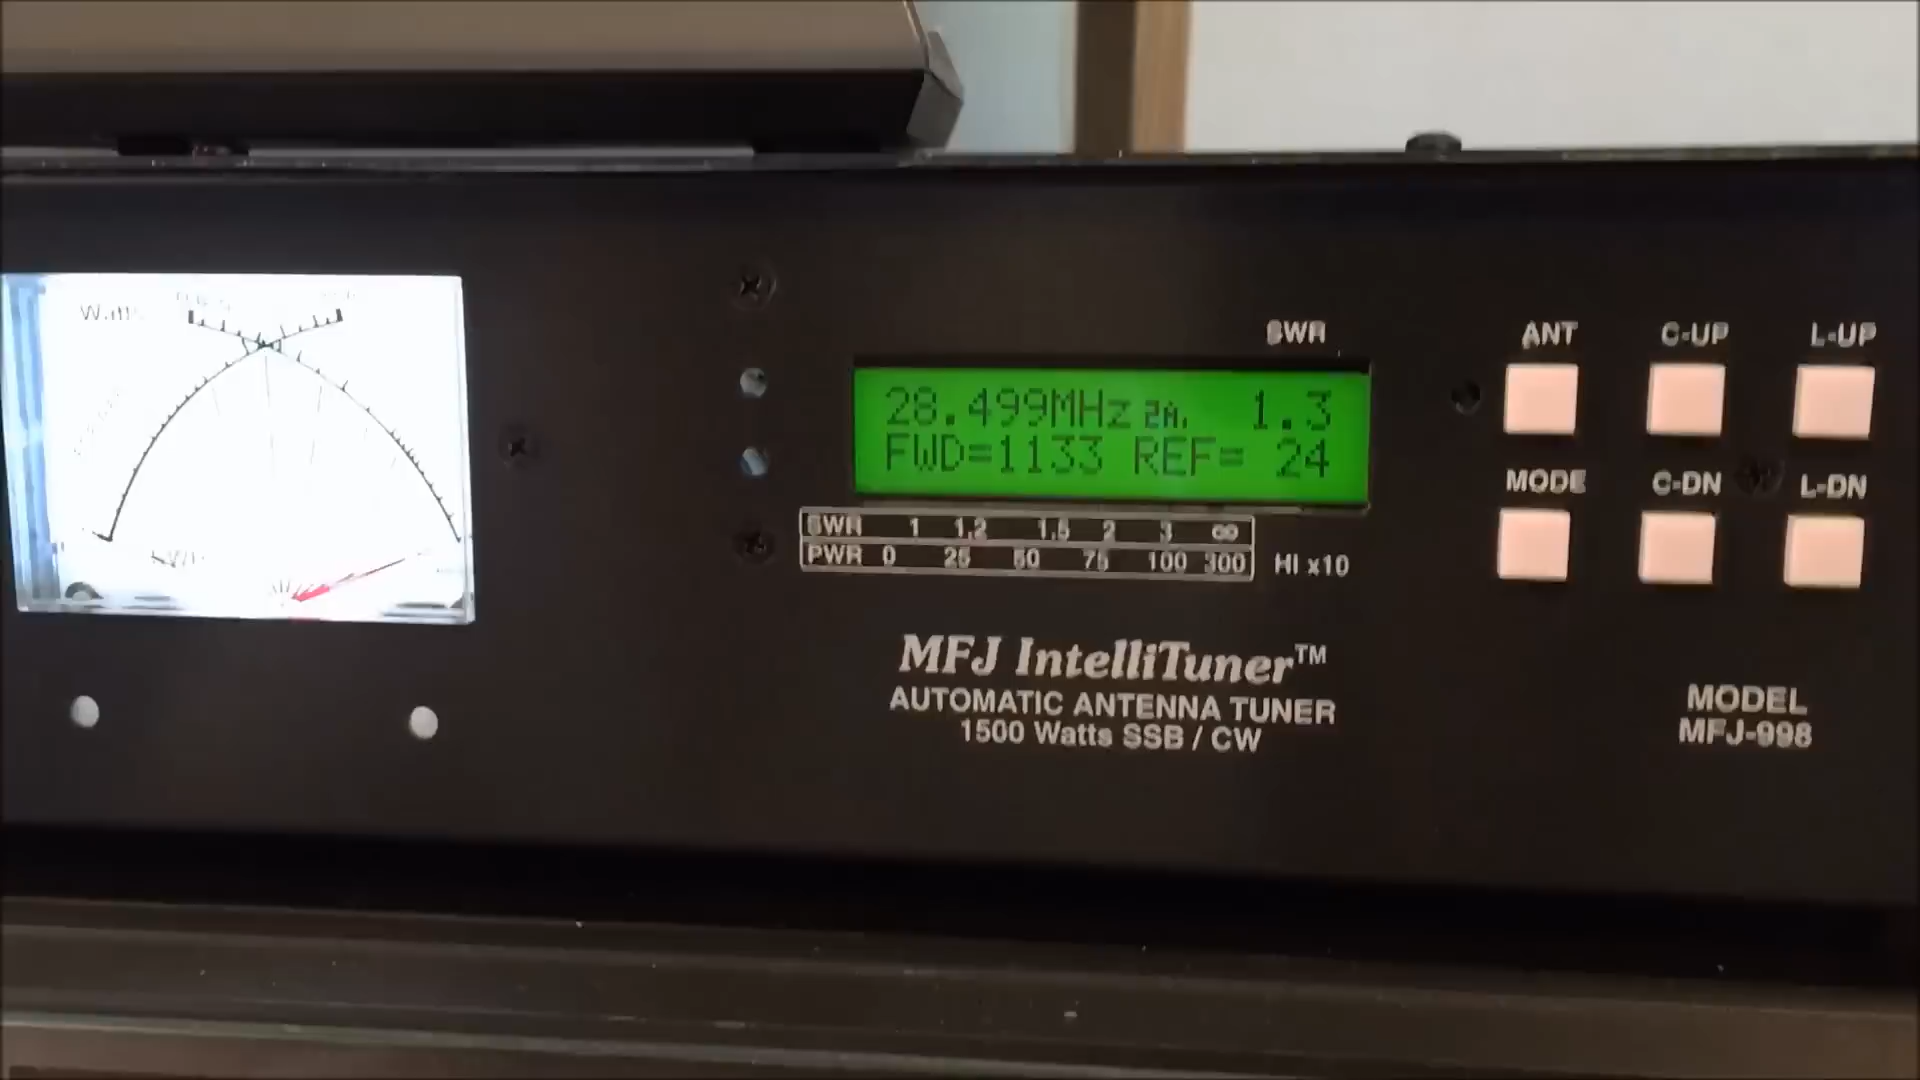 Watts
SWR
28.499MHz 2A. 1.3
FWD=1133 REF= 24
SWR 1 1.2 1.5 2 3 ∞
PWR 0 25 50 75 100 300
HI x10
MFJ IntelliTuner™
AUTOMATIC ANTENNA TUNER
1500 Watts SSB / CW
ANT C-UP L-UP
MODE C-DN L-DN
MODEL
MFJ-998